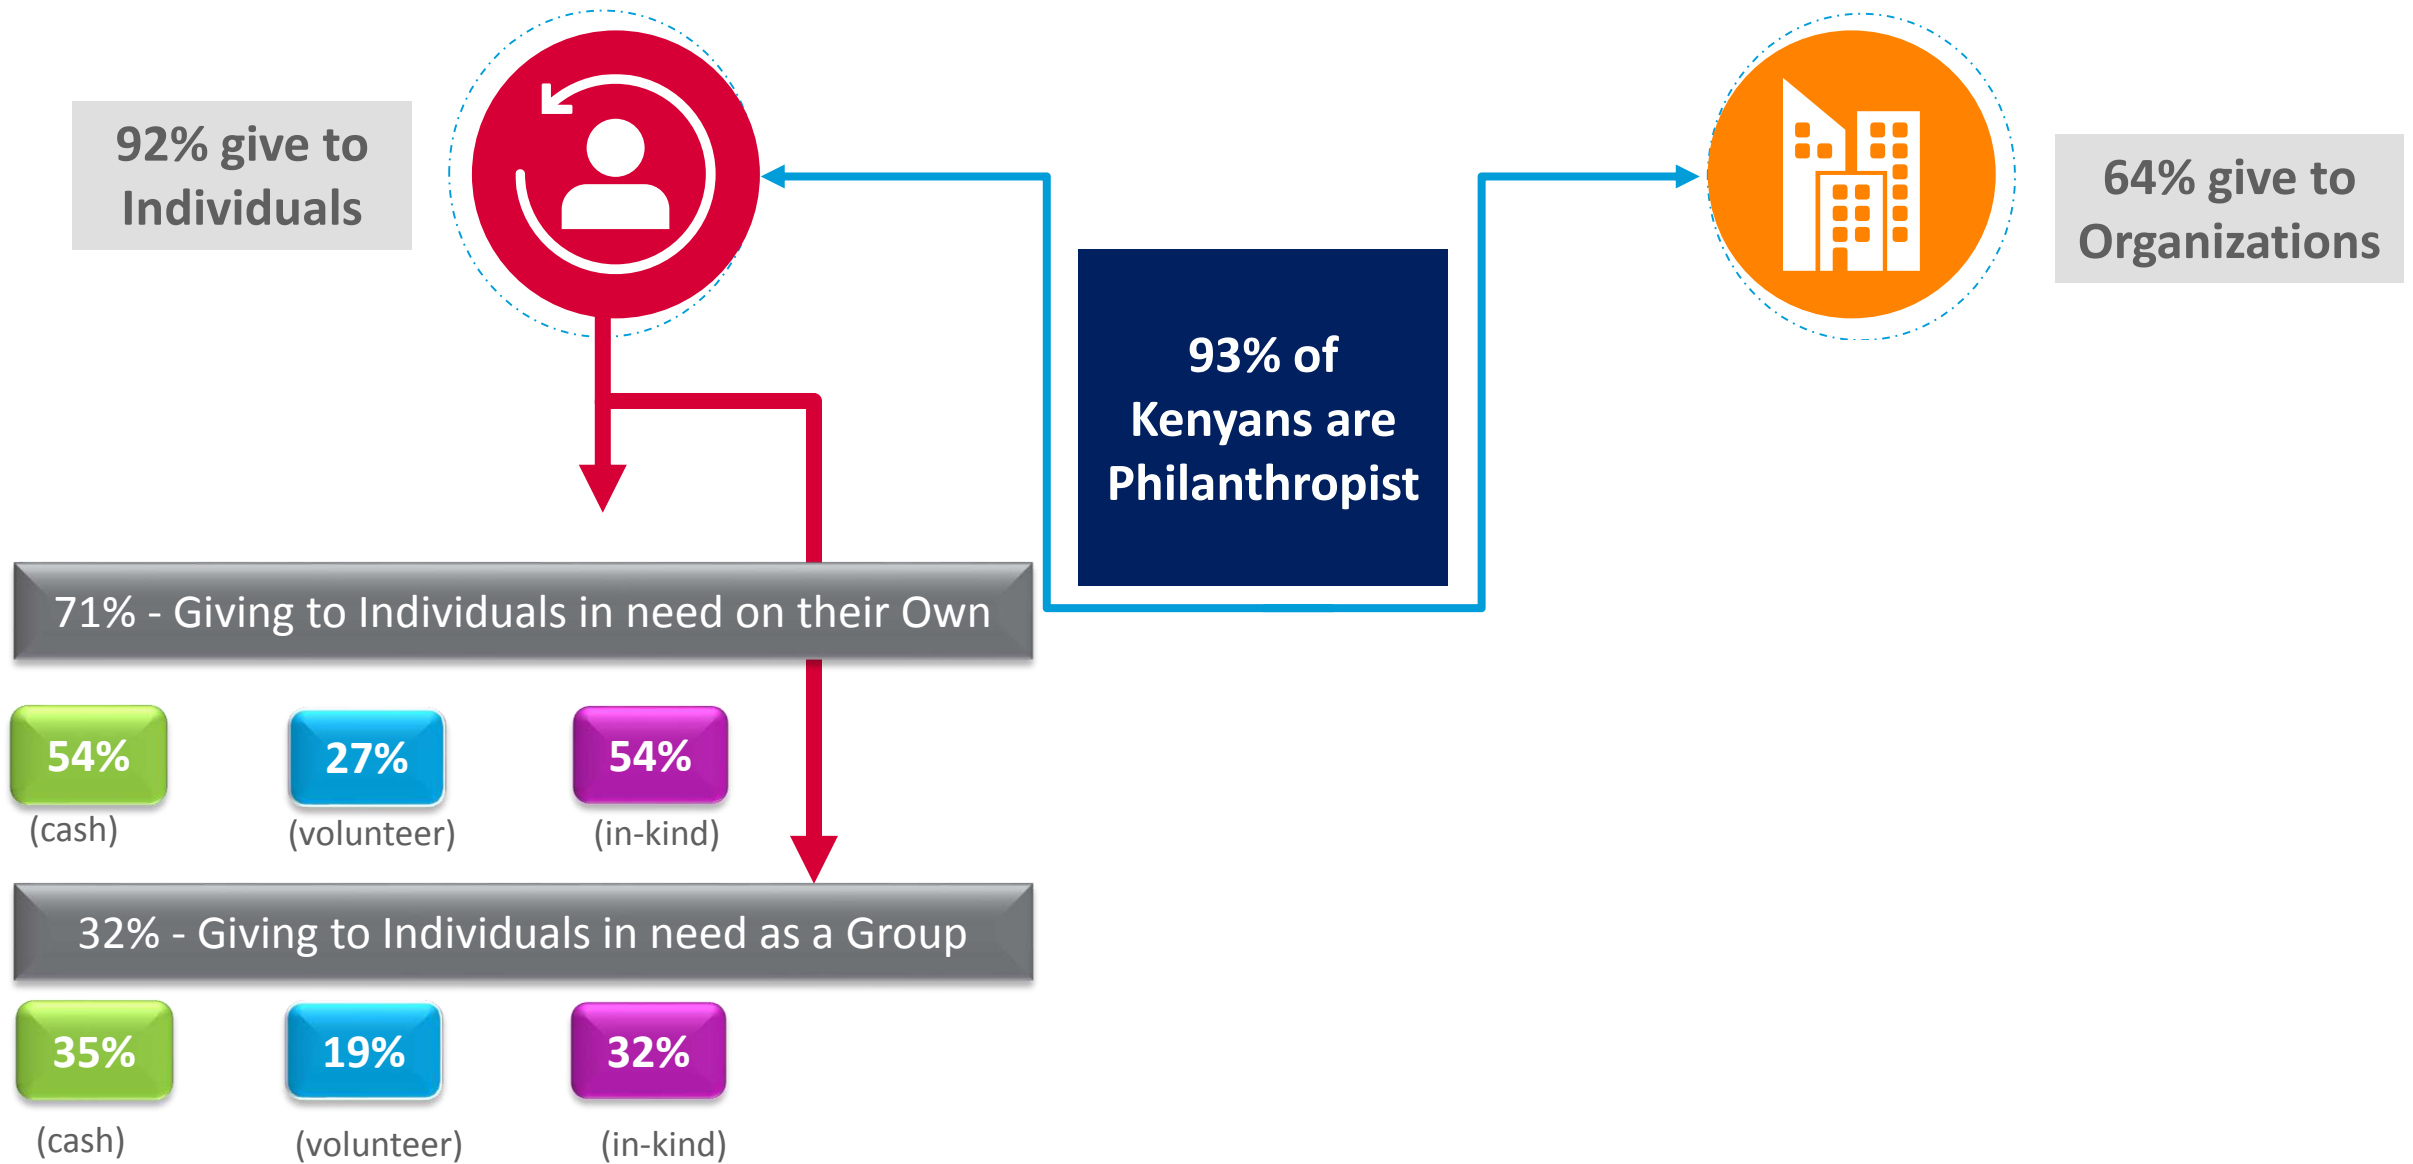 92% give to
Individuals
64% give to
Organizations
93% of
Kenyans are
Philanthropist
71% - Giving to Individuals in need on their Own
54%
27%
54%
(cash)
(volunteer)
(in-kind)
32% - Giving to Individuals in need as a Group
35%
19%
32%
(cash)
(volunteer)
(in-kind)